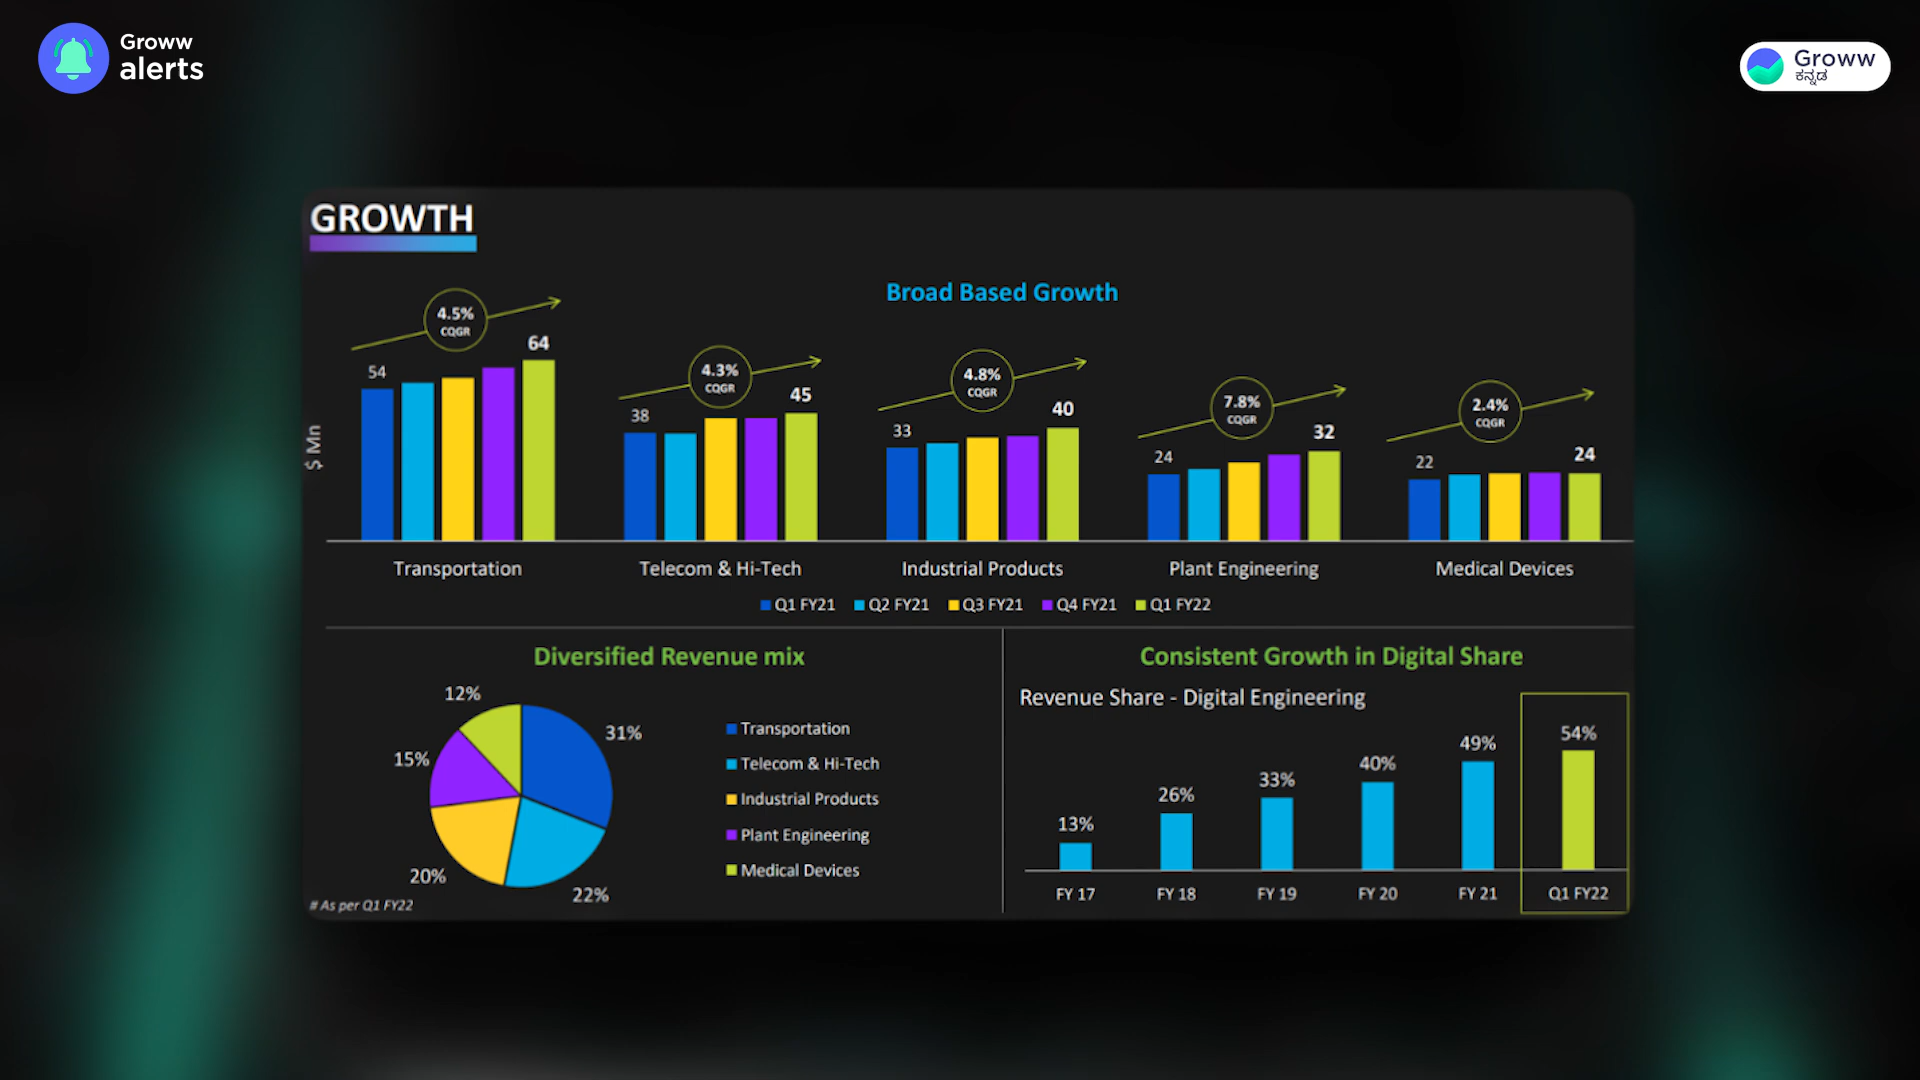 Groww
alerts
Groww
ಕನ್ನಡ
GROWTH
Broad Based Growth
$ Mn
4.5%
CQGR
54
64
4.3%
CQGR
38
45
4.8%
CQGR
33
40
7.8%
CQGR
24
32
2.4%
CQGR
22
24
Transportation
Telecom & Hi-Tech
Industrial Products
Plant Engineering
Medical Devices
Q1 FY21
Q2 FY21
Q3 FY21
Q4 FY21
Q1 FY22
Diversified Revenue mix
12%
31%
15%
20%
22%
Transportation
Telecom & Hi-Tech
Industrial Products
Plant Engineering
Medical Devices
# As per Q1 FY22
Consistent Growth in Digital Share
Revenue Share - Digital Engineering
13%
26%
33%
40%
49%
54%
FY 17
FY 18
FY 19
FY 20
FY 21
Q1 FY22